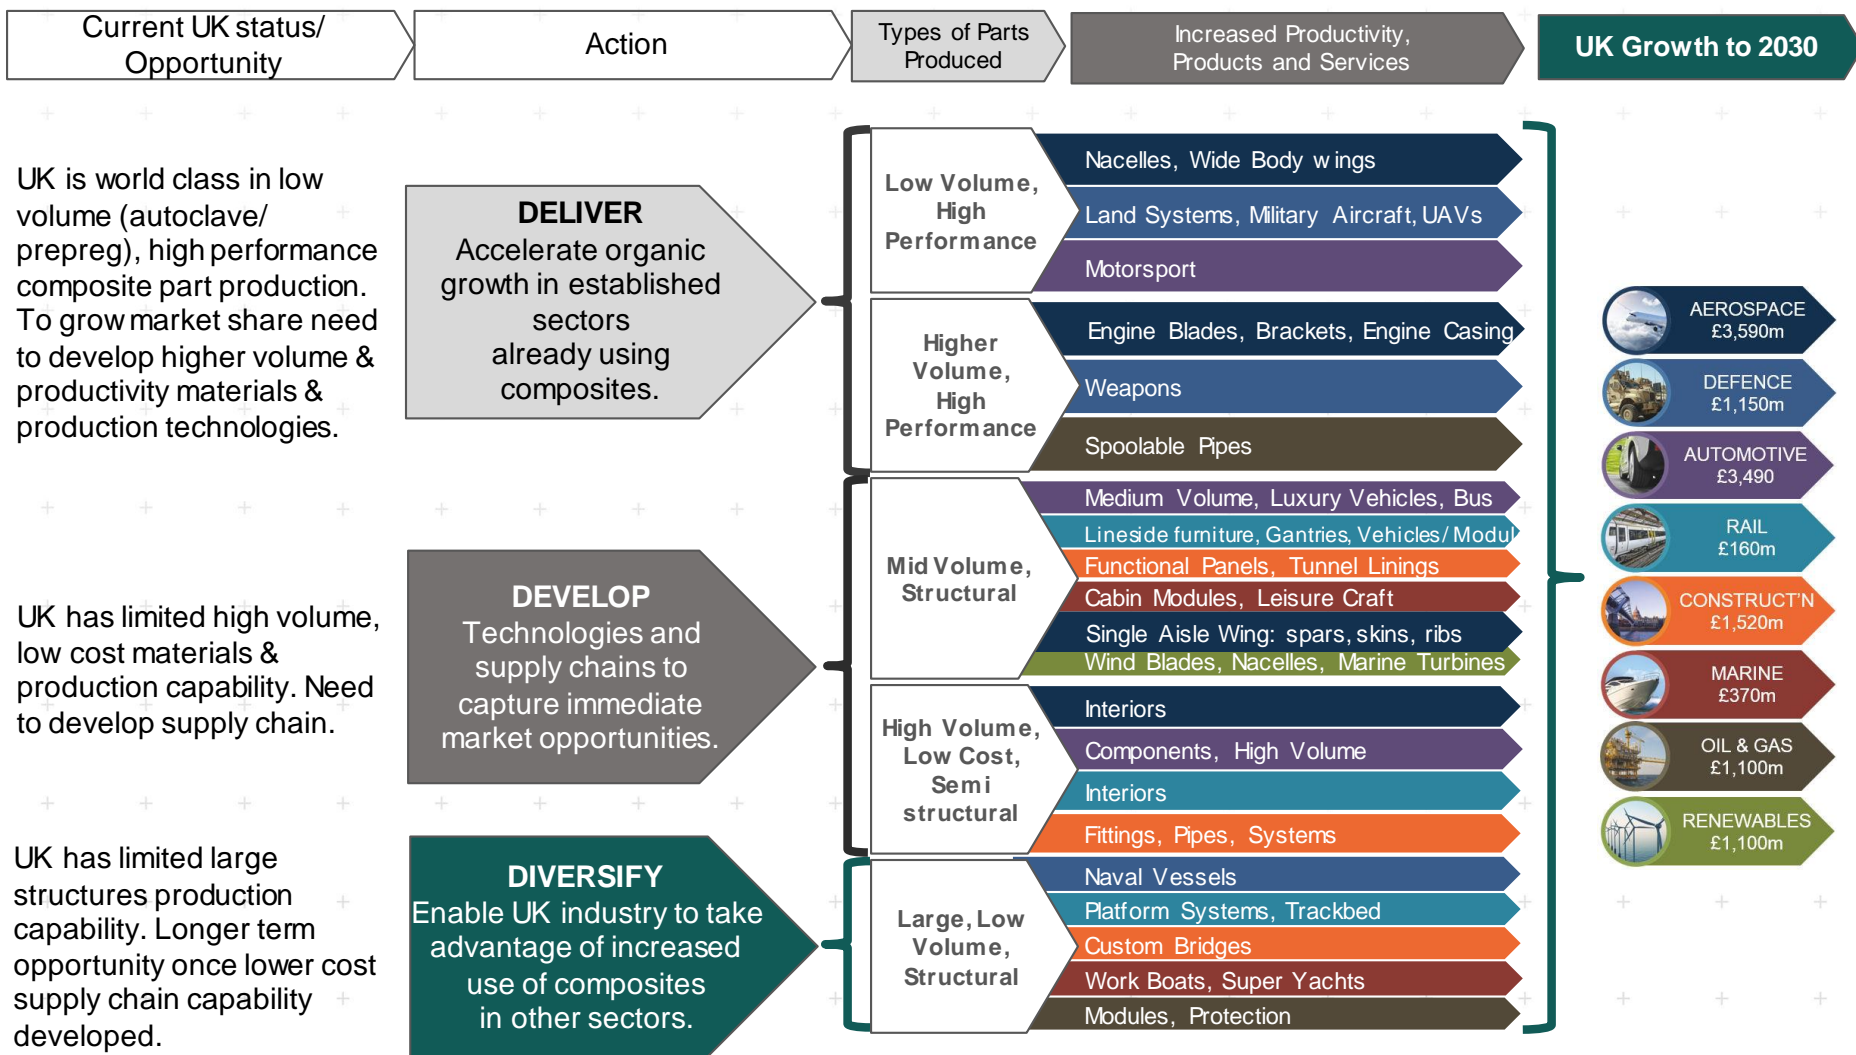 Current UK status/
Opportunity
Action
Types of Parts
Produced
Increased Productivity,
Products and Services
UK Growth to 2030
UK is world class in low
volume (autoclave/
prepreg), high performance
composite part production.
To grow market share need
to develop higher volume &
productivity materials &
production technologies.
DELIVER
Accelerate organic
growth in established
sectors
already using
composites.
Low Volume,
High
Performance
Nacelles, Wide Body wings
Land Systems, Military Aircraft, UAVs
Motorsport
Higher
Volume,
High
Performance
Engine Blades, Brackets, Engine Casing
Weapons
Spoolable Pipes
UK has limited high volume,
low cost materials &
production capability. Need
to develop supply chain.
DEVELOP
Technologies and
supply chains to
capture immediate
market opportunities.
Mid Volume,
Structural
Medium Volume, Luxury Vehicles, Bus
Lineside furniture, Gantries, Vehicles/ Modul
Functional Panels, Tunnel Linings
Cabin Modules, Leisure Craft
Single Aisle Wing: spars, skins, ribs
Wind Blades, Nacelles, Marine Turbines
High Volume,
Low Cost,
Semi
structural
Interiors
Components, High Volume
Interiors
Fittings, Pipes, Systems
UK has limited large
structures production
capability. Longer term
opportunity once lower cost
supply chain capability
developed.
DIVERSIFY
Enable UK industry to take
advantage of increased
use of composites
in other sectors.
Large, Low
Volume,
Structural
Naval Vessels
Platform Systems, Trackbed
Custom Bridges
Work Boats, Super Yachts
Modules, Protection
AEROSPACE
£3,590m
DEFENCE
£1,150m
AUTOMOTIVE
£3,490
RAIL
£160m
CONSTRUCT'N
£1,520m
MARINE
£370m
OIL & GAS
£1,100m
RENEWABLES
£1,100m